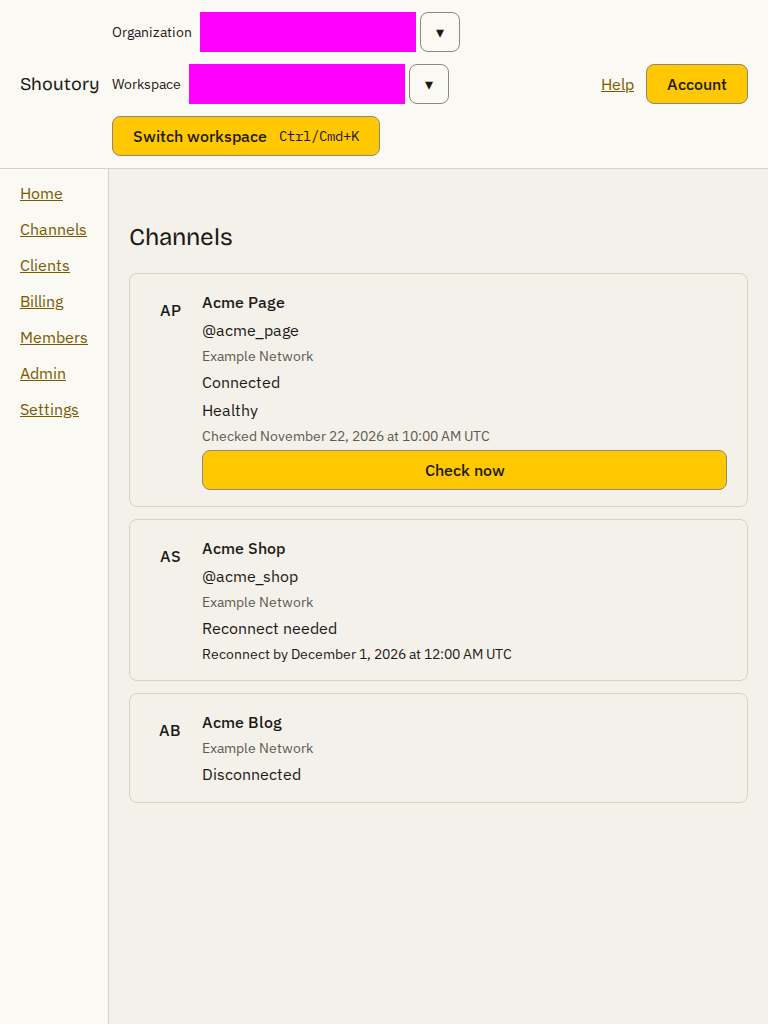 Organization
▼
Shoutory
Workspace
▼
Help
Account
Switch workspace Ctrl/Cmd+K
Home
Channels
Clients
Billing
Members
Admin
Settings
Channels
AP
Acme Page
@acme_page
Example Network
Connected
Healthy
Checked November 22, 2026 at 10:00 AM UTC
Check now
AS
Acme Shop
@acme_shop
Example Network
Reconnect needed
Reconnect by December 1, 2026 at 12:00 AM UTC
AB
Acme Blog
Example Network
Disconnected